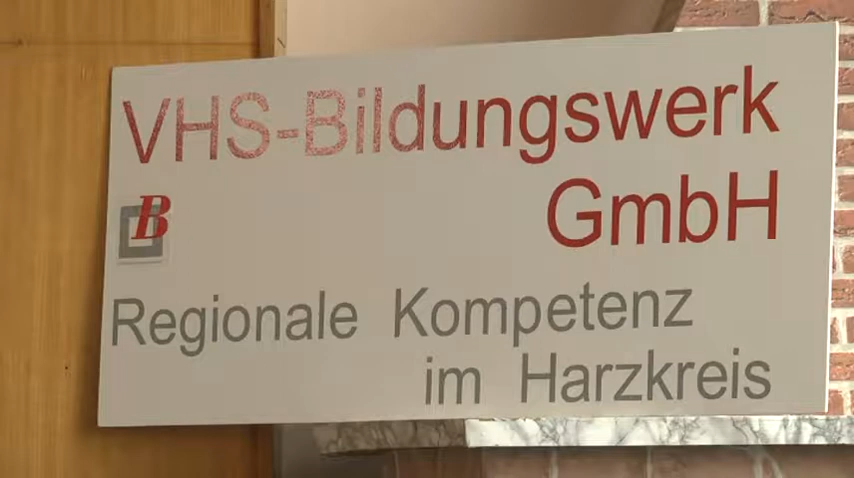 VHS-Bildungswerk
GmbH
B
Regionale Kompetenz
im Harzkreis